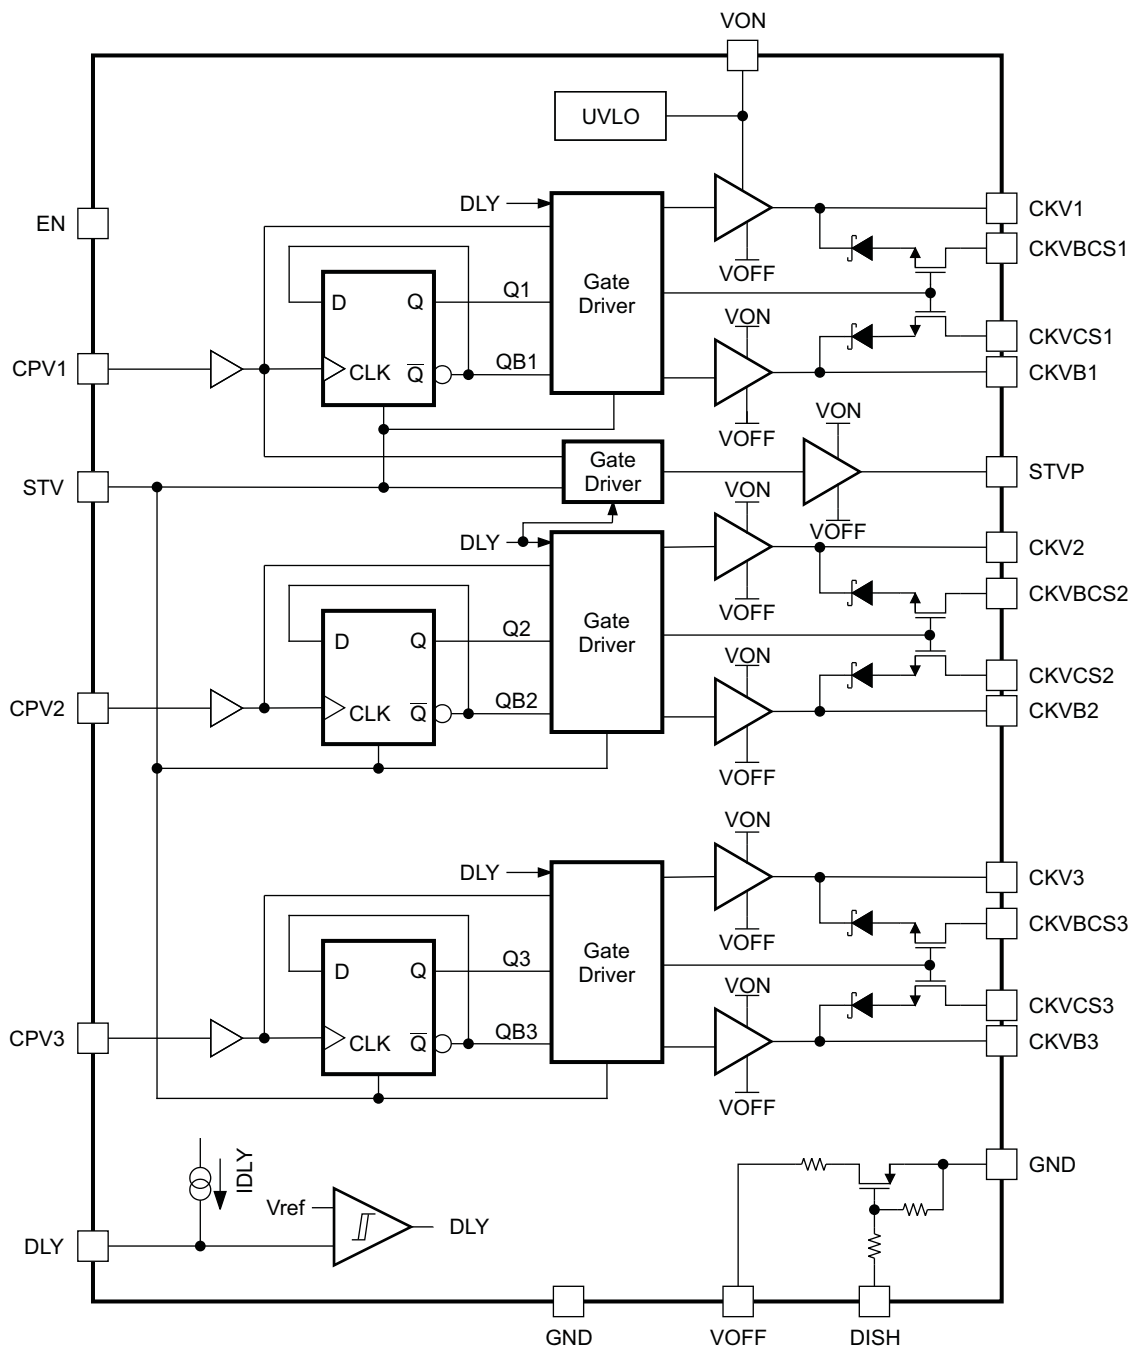 VON
UVLO
EN
DLY
CKV1
CKVBCS1
VOFF
Gate
Driver
D
Q
Q1
VON
CKVCS1
CPV1
CLK
Q̅
QB1
CKVB1
VOFF
VON
STV
Gate
Driver
STVP
VON
VOFF
DLY
CKV2
CKVBCS2
VOFF
Gate
Driver
D
Q
Q2
VON
CKVCS2
CPV2
CLK
Q̅
QB2
CKVB2
VOFF
VON
DLY
CKV3
CKVBCS3
VOFF
Gate
Driver
D
Q
Q3
VON
CKVCS3
CPV3
CLK
Q̅
QB3
CKVB3
VOFF
GND
IDLY
Vref
DLY
DLY
GND
VOFF
DISH